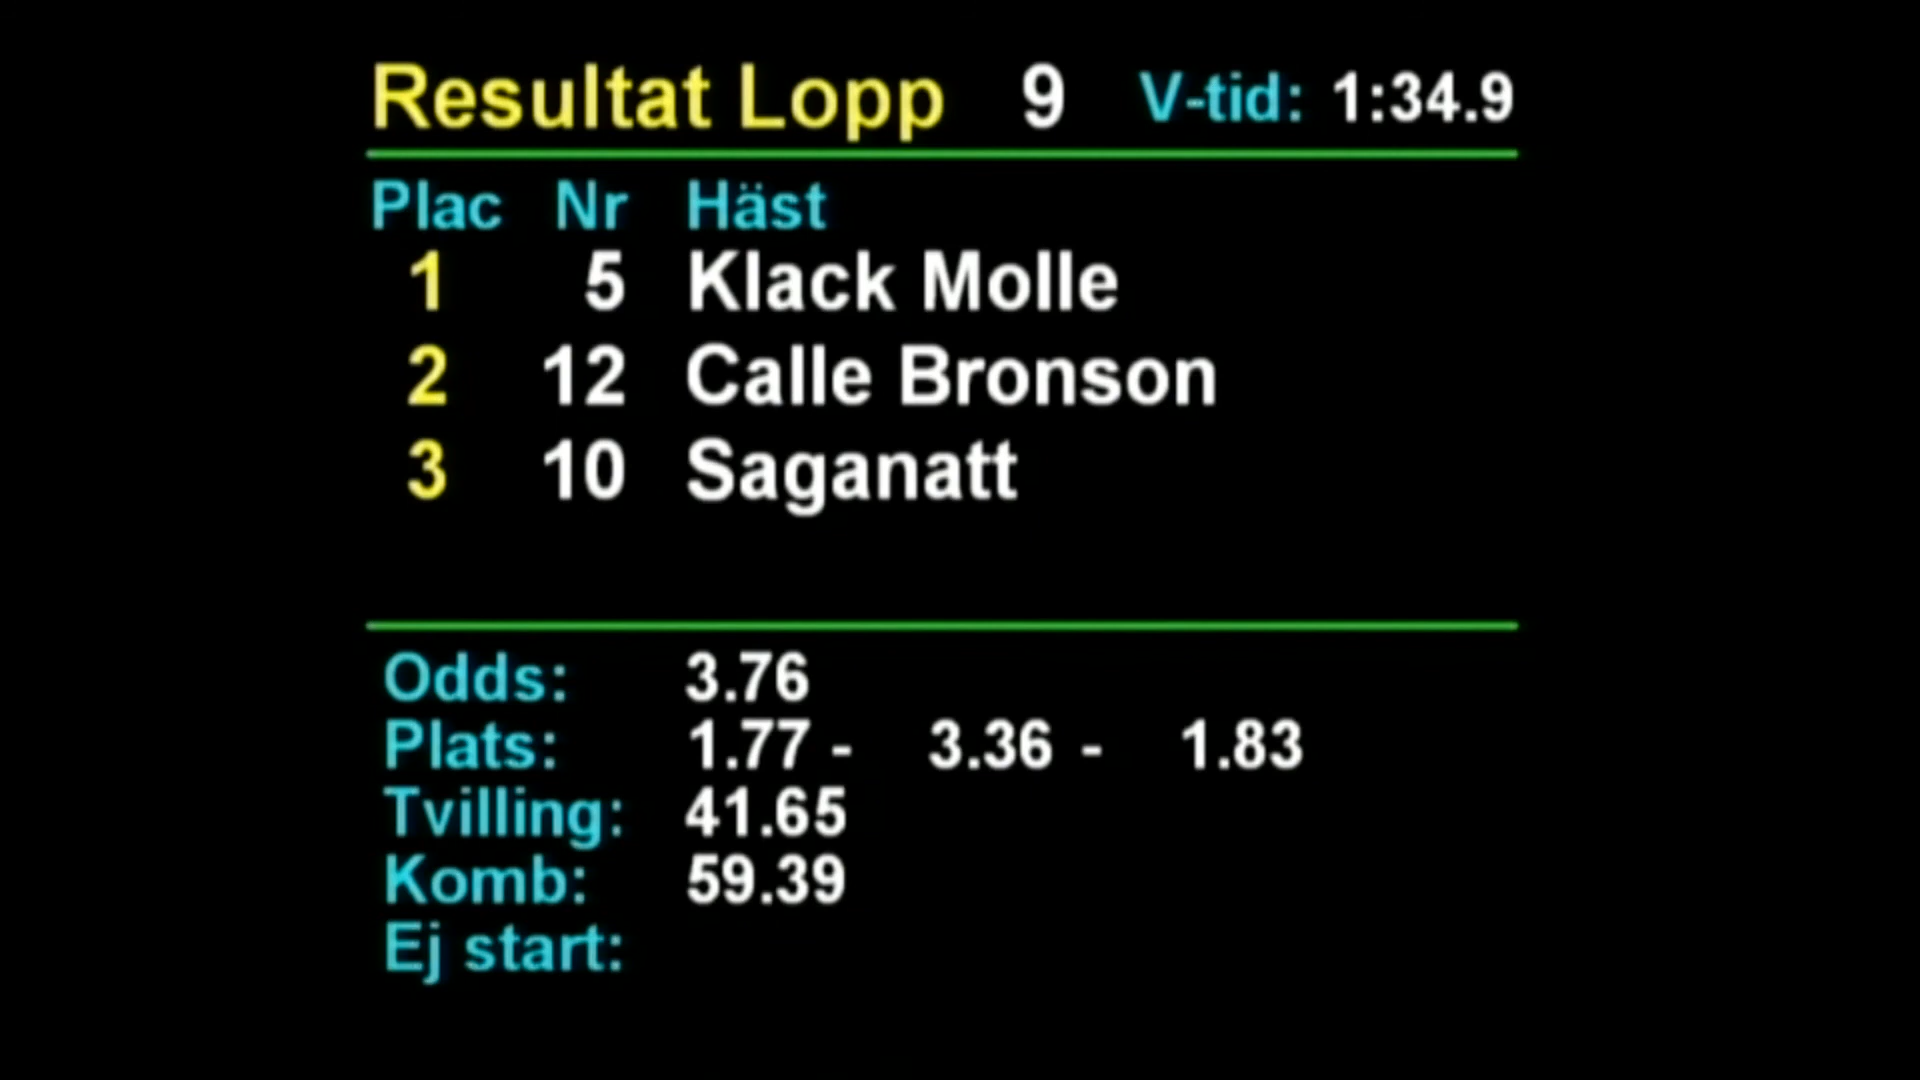 Resultat Lopp 9 V-tid: 1:34.9
Plac Nr Häst
1 5 Klack Molle
2 12 Calle Bronson
3 10 Saganatt
Odds: 3.76
Plats: 1.77 - 3.36 - 1.83
Tvilling: 41.65
Komb: 59.39
Ej start: